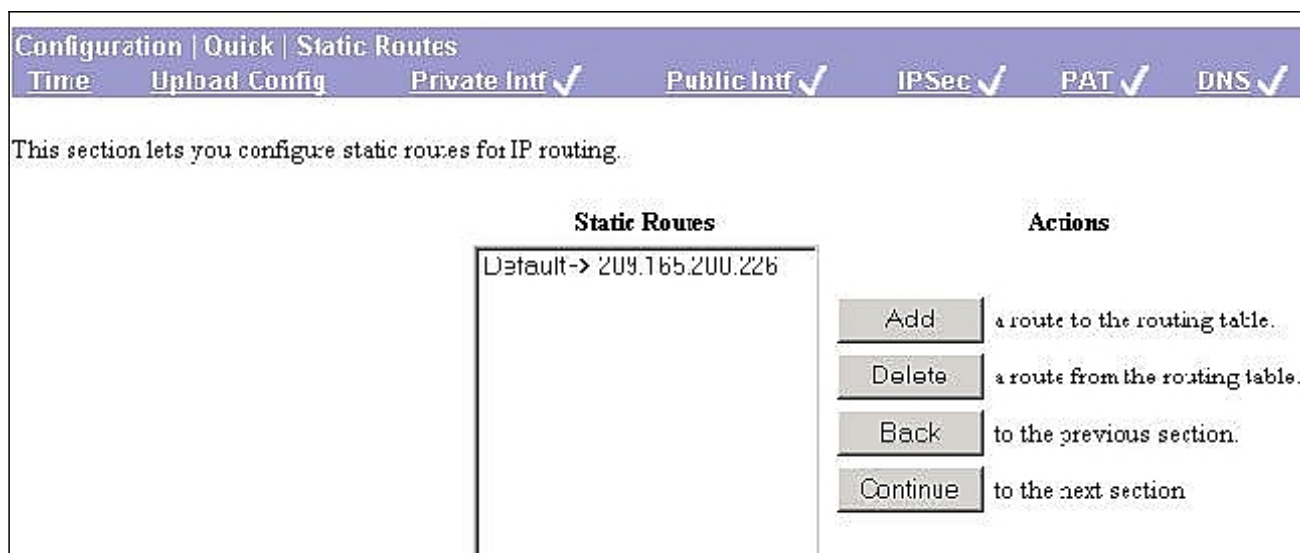 Configuration | Quick | Static Routes
Time Upload Config Private Intf ✓ Public Intf ✓ IPSec ✓ PAT ✓ DNS ✓
This section lets you configure static routes for IP routing.
Static Routes Actions
Default -> 209.165.200.226
Add a route to the routing table.
Delete a route from the routing table.
Back to the previous section.
Continue to the next section